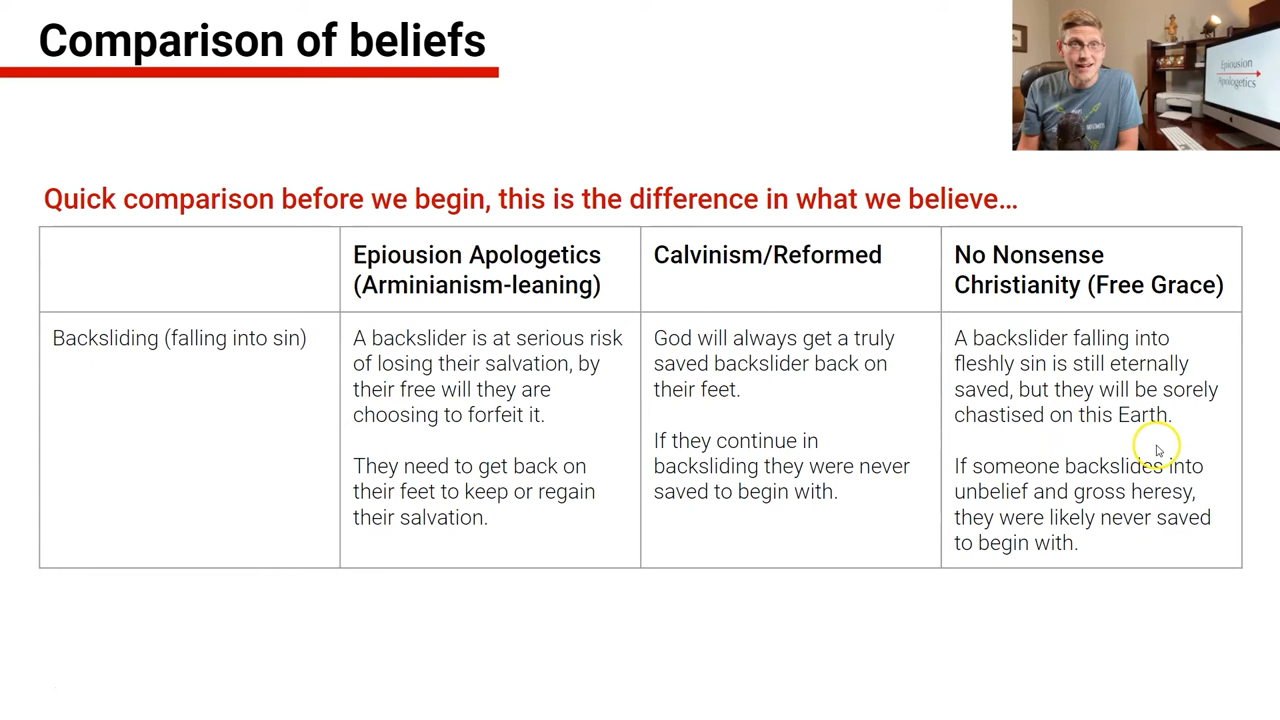 Comparison of beliefs
Epiousion
Apologetics
Quick comparison before we begin, this is the difference in what we believe…
Epiousion Apologetics
(Arminianism-leaning)
Calvinism/Reformed
No Nonsense
Christianity (Free Grace)
Backsliding (falling into sin)
A backslider is at serious risk
of losing their salvation, by
their free will they are
choosing to forfeit it.
They need to get back on
their feet to keep or regain
their salvation.
God will always get a truly
saved backslider back on
their feet.
If they continue in
backsliding they were never
saved to begin with.
A backslider falling into
fleshly sin is still eternally
saved, but they will be sorely
chastised on this Earth.
If someone backslides into
unbelief and gross heresy,
they were likely never saved
to begin with.